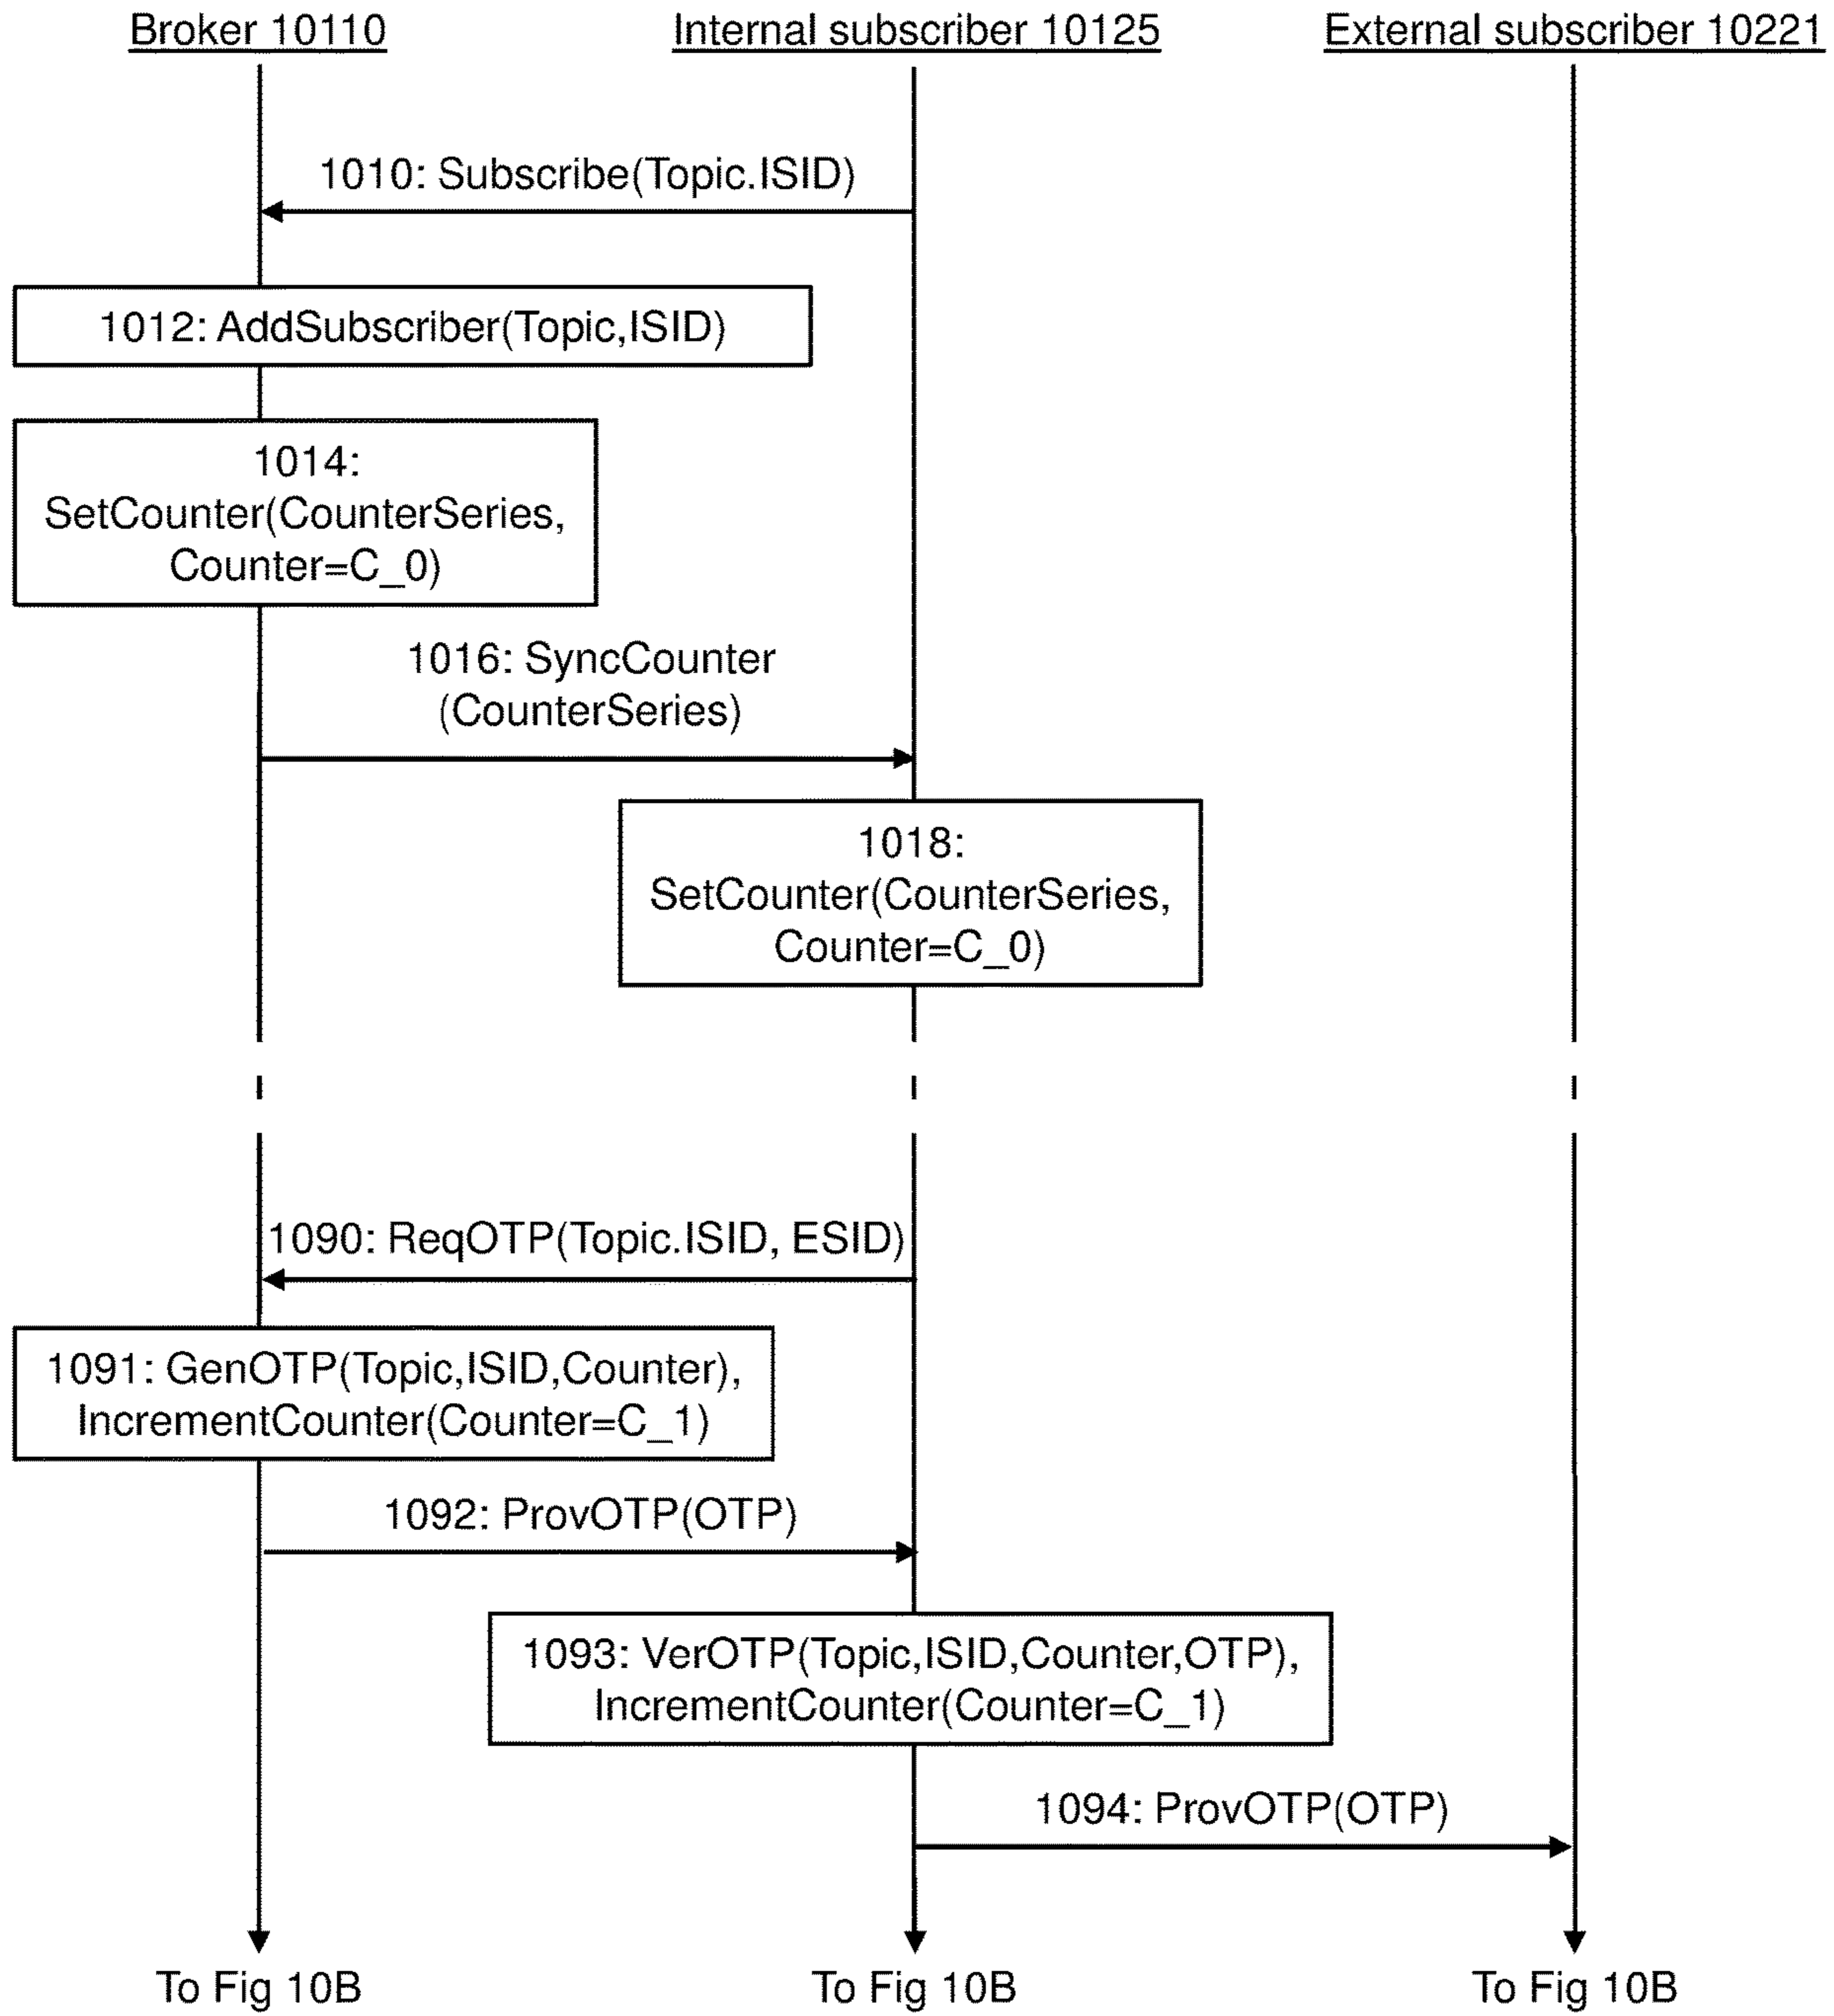 Broker 10110
Internal subscriber 10125
External subscriber 10221
1010: Subscribe(Topic.ISID)
1012: AddSubscriber(Topic,ISID)
1014:
SetCounter(CounterSeries,
Counter=C_0)
1016: SyncCounter
(CounterSeries)
1018:
SetCounter(CounterSeries,
Counter=C_0)
1090: ReqOTP(Topic.ISID, ESID)
1091: GenOTP(Topic,ISID,Counter),
IncrementCounter(Counter=C_1)
1092: ProvOTP(OTP)
1093: VerOTP(Topic,ISID,Counter,OTP),
IncrementCounter(Counter=C_1)
1094: ProvOTP(OTP)
To Fig 10B
To Fig 10B
To Fig 10B